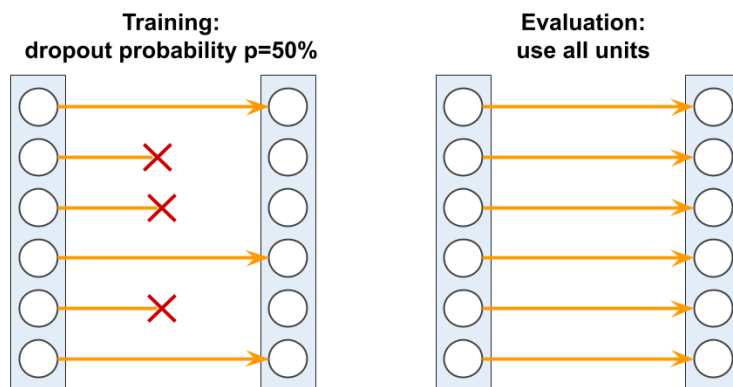 Training:
dropout probability p=50%
Evaluation:
use all units